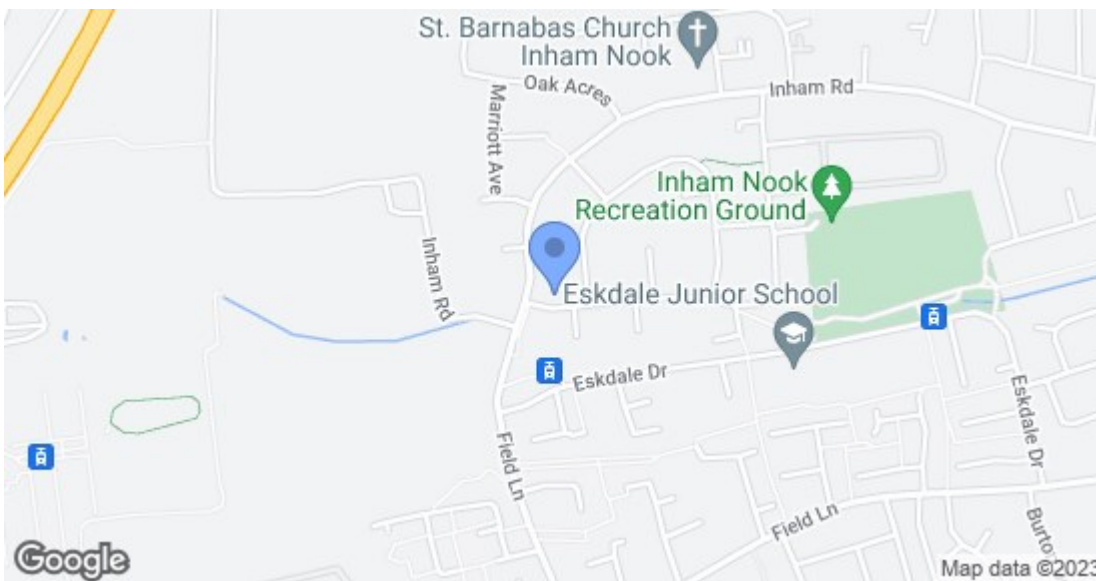 St. Barnabas Church
Inham Nook
Oak Acres
Inham Rd
Marriott Ave
Inham Nook
Recreation Ground
Inham Rd
Eskdale Junior School
Eskdale Dr
Eskdale Dr
Field Ln
Field Ln
Google
Map data ©2023